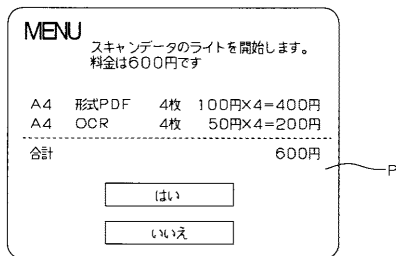 MENU
スキャンデータのライトを開始します。
料金は600円です
A4 形式PDF 4枚 100円×4=400円
A4 OCR 4枚 50円×4=200円
合計 600円
P
はい
いいえ